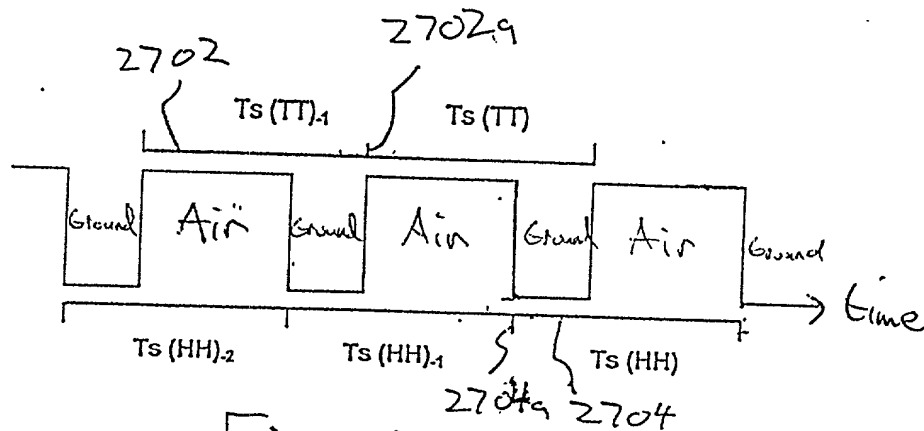 2702
2702a
Ts (TT)-1
Ts (TT)
Ground Air Ground Air Ground Air Ground
time
Ts (HH)-2
Ts (HH)-1
Ts (HH)
2704a 2704